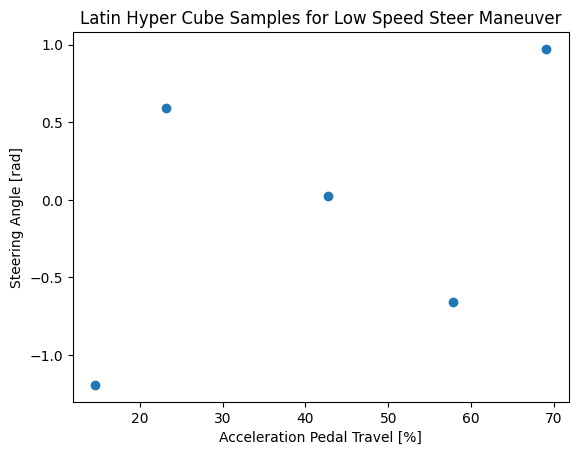 Latin Hyper Cube Samples for Low Speed Steer Maneuver
1.0
0.5
0.0
−0.5
−1.0
Steering Angle [rad]
20 30 40 50 60 70
Acceleration Pedal Travel [%]